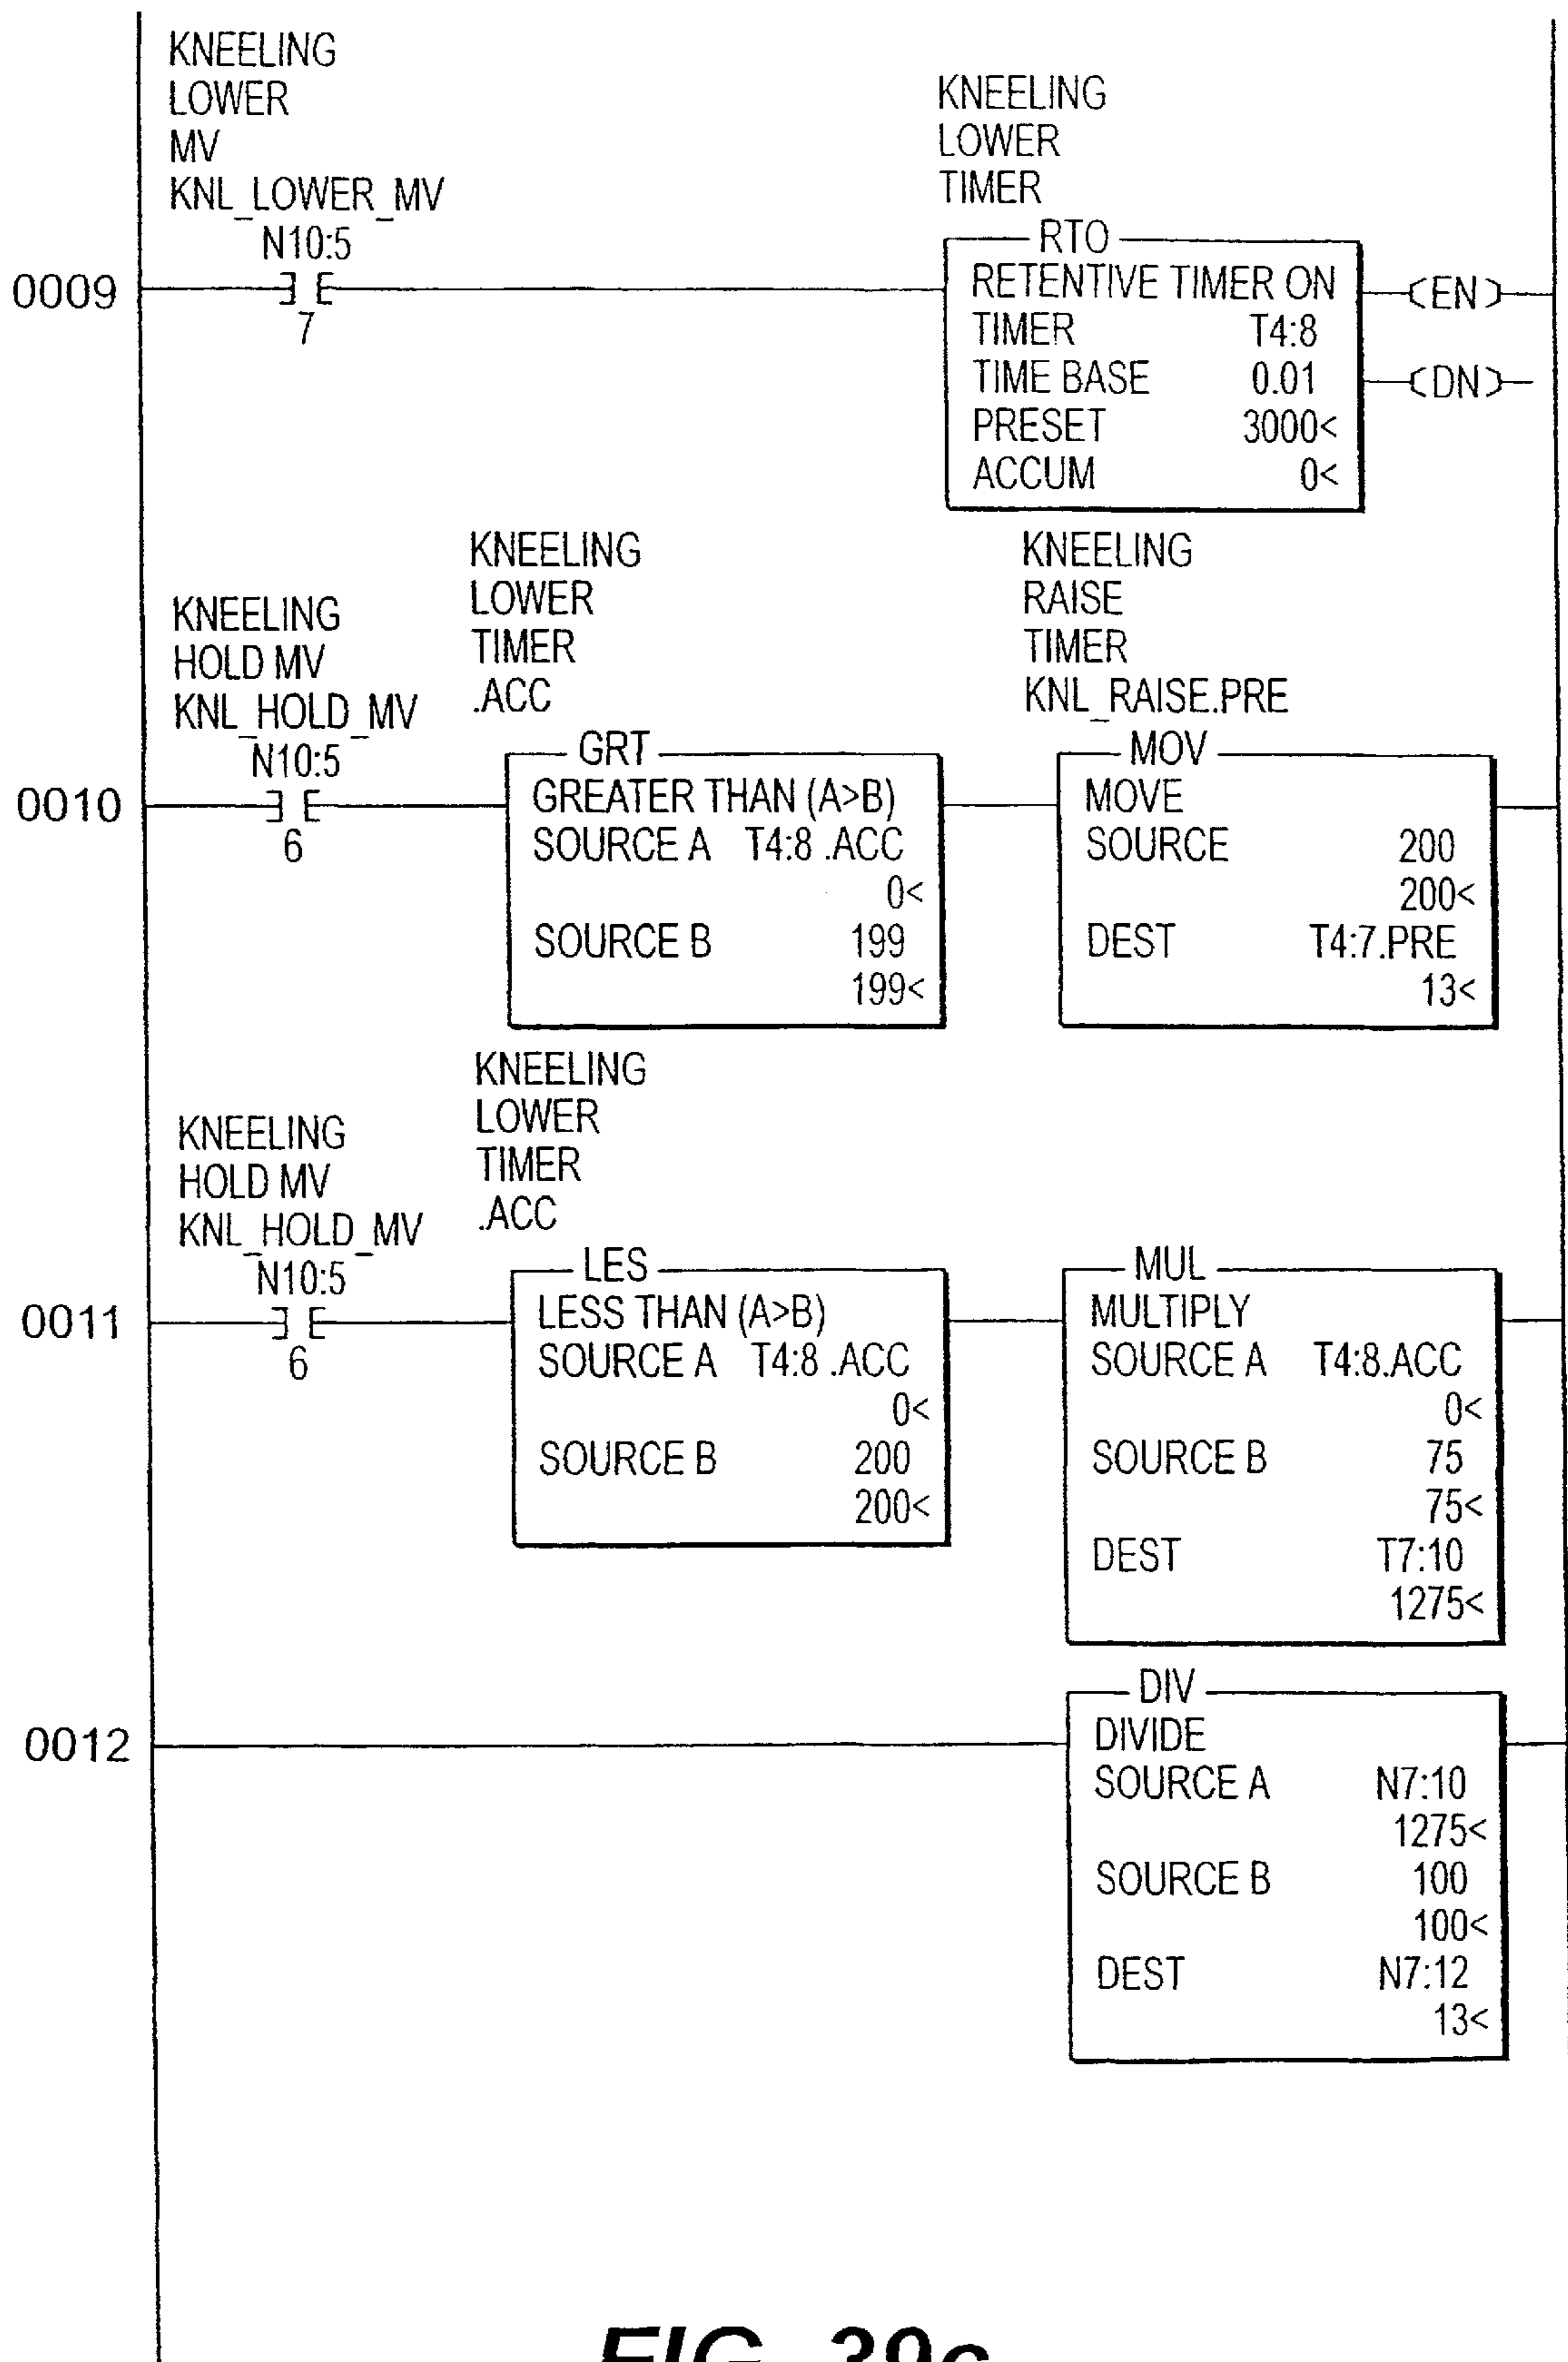 KNEELING
LOWER
MV
KNL_LOWER_MV
N10:5
7
KNEELING
LOWER
TIMER
0009
RTO
RETENTIVE TIMER ON
TIMER T4:8
TIME BASE 0.01
PRESET 3000<
ACCUM 0<
(EN)
(DN)
KNEELING
HOLD MV
KNL_HOLD_MV
N10:5
6
KNEELING
LOWER
TIMER
.ACC
KNEELING
RAISE
TIMER
KNL_RAISE.PRE
0010
GRT
GREATER THAN (A>B)
SOURCE A T4:8 .ACC
0<
SOURCE B 199
199<
MOV
MOVE
SOURCE 200
200<
DEST T4:7.PRE
13<
KNEELING
HOLD MV
KNL_HOLD_MV
N10:5
6
KNEELING
LOWER
TIMER
.ACC
0011
LES
LESS THAN (A>B)
SOURCE A T4:8 .ACC
0<
SOURCE B 200
200<
MUL
MULTIPLY
SOURCE A T4:8.ACC
0<
SOURCE B 75
75<
DEST T7:10
1275<
0012
DIV
DIVIDE
SOURCE A N7:10
1275<
SOURCE B 100
100<
DEST N7:12
13<
FIG. 39c